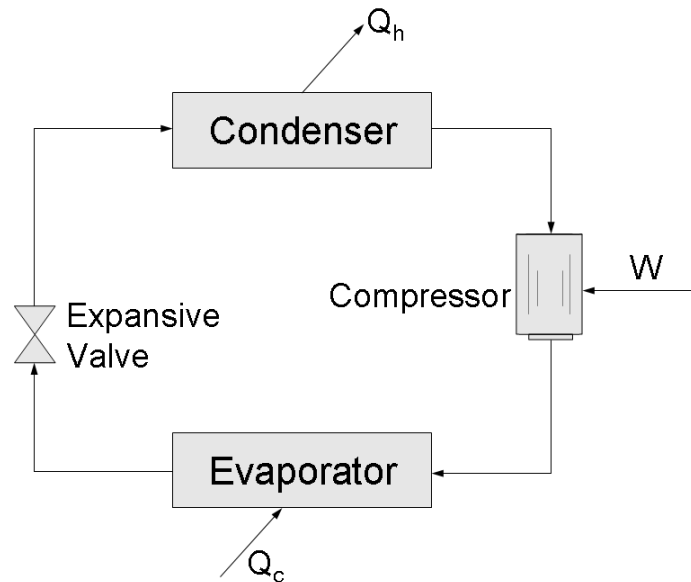 Q_h
Condenser
W
Compressor
Expansive
Valve
Evaporator
Q_c